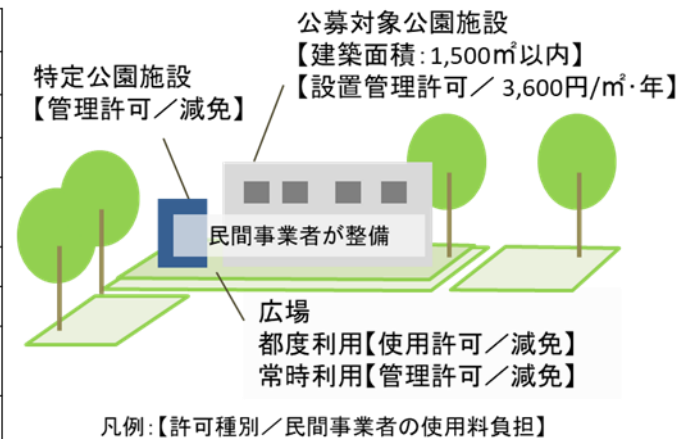 公募対象公園施設
【建築面積：1,500㎡以内】
【設置管理許可／ 3,600円/㎡・年】
特定公園施設
【管理許可／減免】
民間事業者が整備
広場
都度利用【使用許可／減免】
常時利用【管理許可／減免】
凡例：【許可種別／民間事業者の使用料負担】